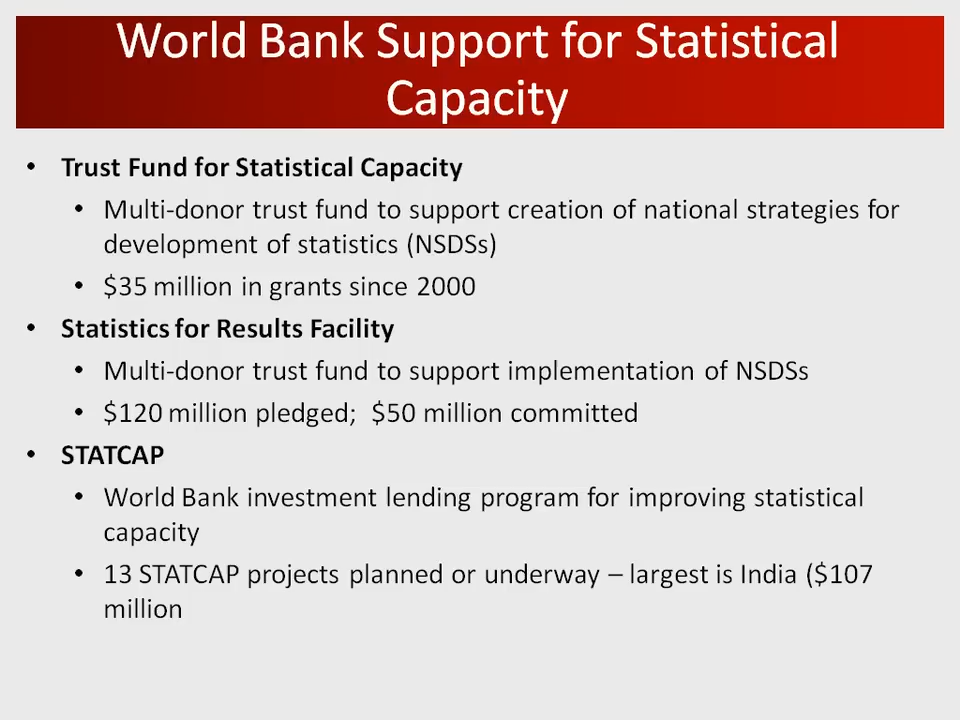 World Bank Support for Statistical
Capacity
• Trust Fund for Statistical Capacity
• Multi-donor trust fund to support creation of national strategies for
development of statistics (NSDSs)
• $35 million in grants since 2000
• Statistics for Results Facility
• Multi-donor trust fund to support implementation of NSDSs
• $120 million pledged;  $50 million committed
• STATCAP
• World Bank investment lending program for improving statistical
capacity
• 13 STATCAP projects planned or underway – largest is India ($107
million